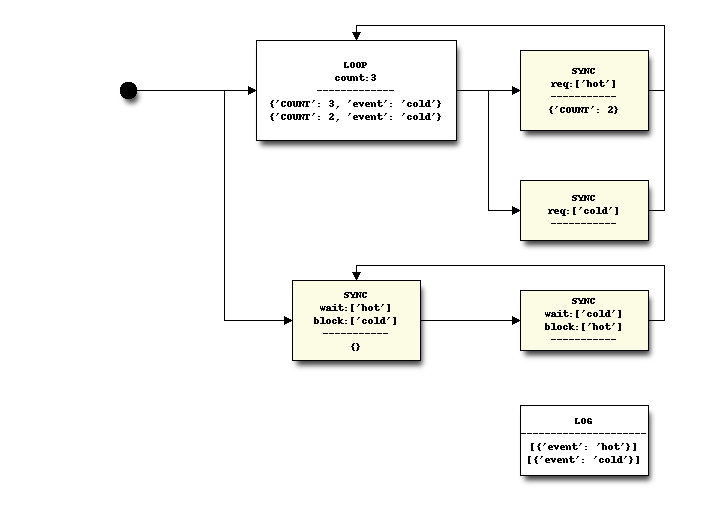 LOOP
count:3
-------------
{'COUNT': 3, 'event': 'cold'}
{'COUNT': 2, 'event': 'cold'}
SYNC
req:['hot']
-----------
{'COUNT': 2}
SYNC
req:['cold']
-----------
SYNC
wait:['hot']
block:['cold']
-----------
{}
SYNC
wait:['cold']
block:['hot']
-----------
LOG
---------------------
[{'event': 'hot'}]
[{'event': 'cold'}]